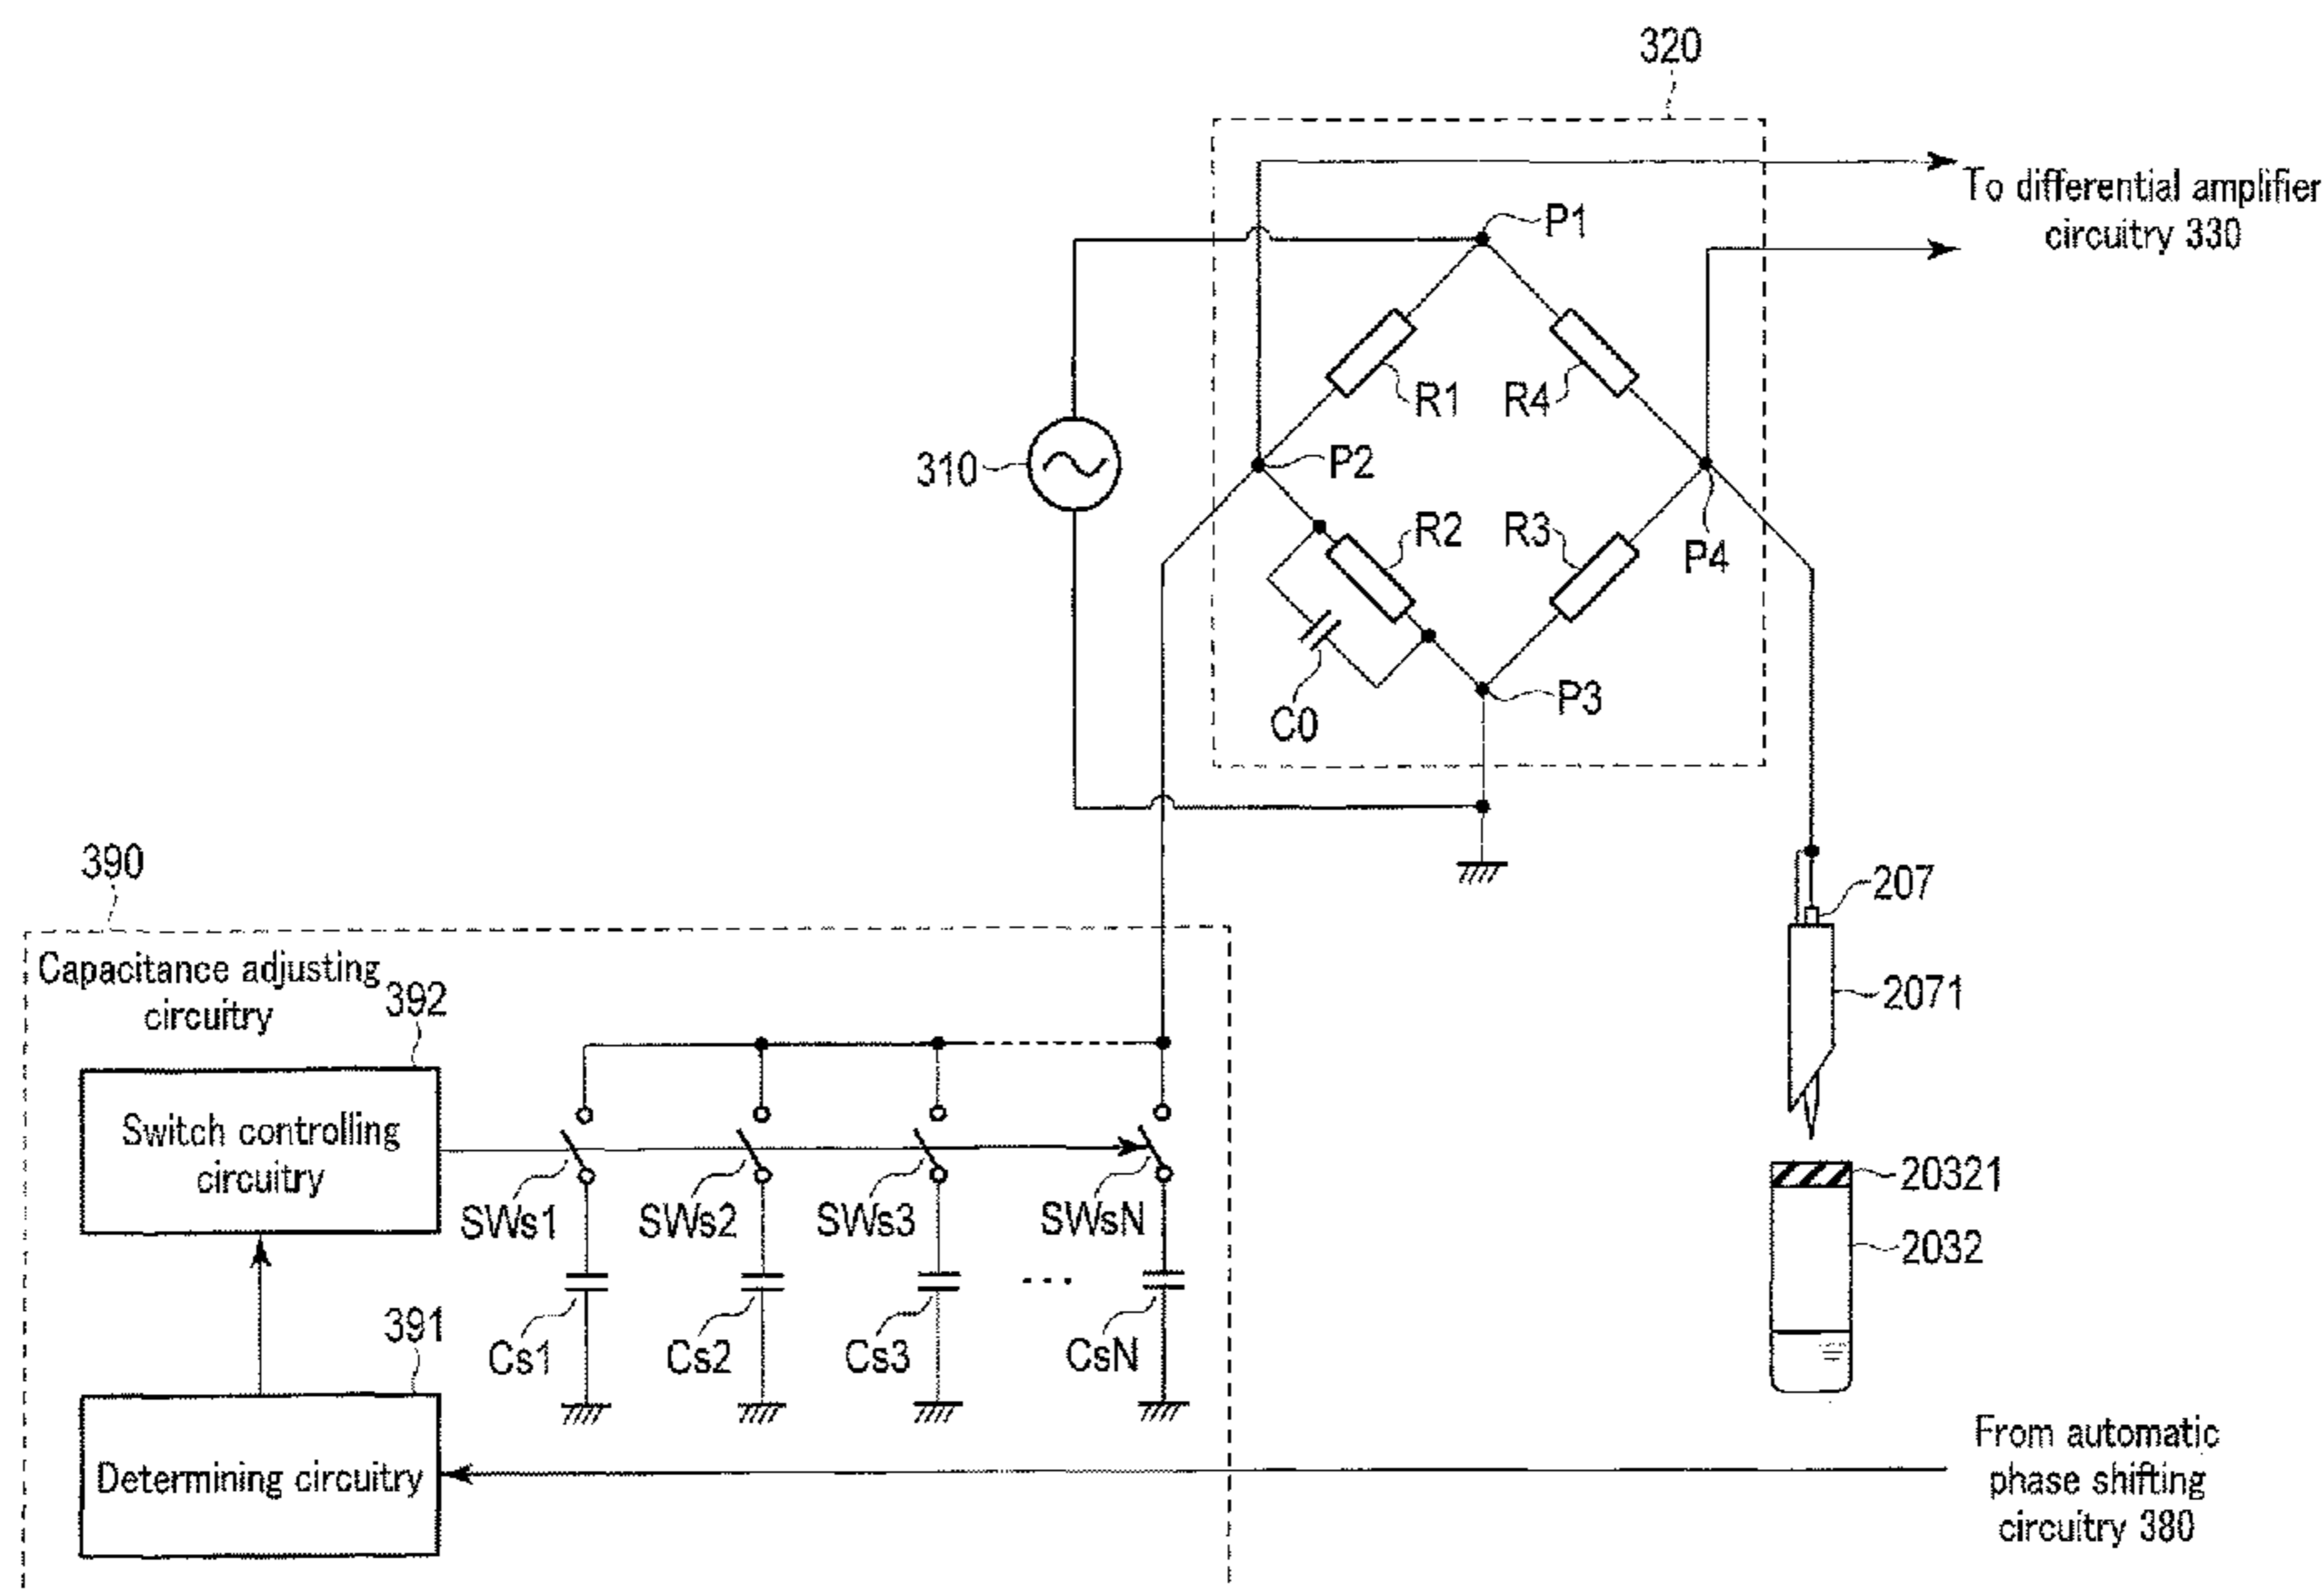 320
To differential amplifier
circuitry 330
P1
R1
R4
310
P2
R2
R3
P4
C0
P3
390
207
Capacitance adjusting
circuitry
392
2071
Switch controlling
circuitry
SWs1
SWs2
SWs3
SWsN
20321
2032
391
Cs1
Cs2
Cs3
...
CsN
Determining circuitry
From automatic
phase shifting
circuitry 380